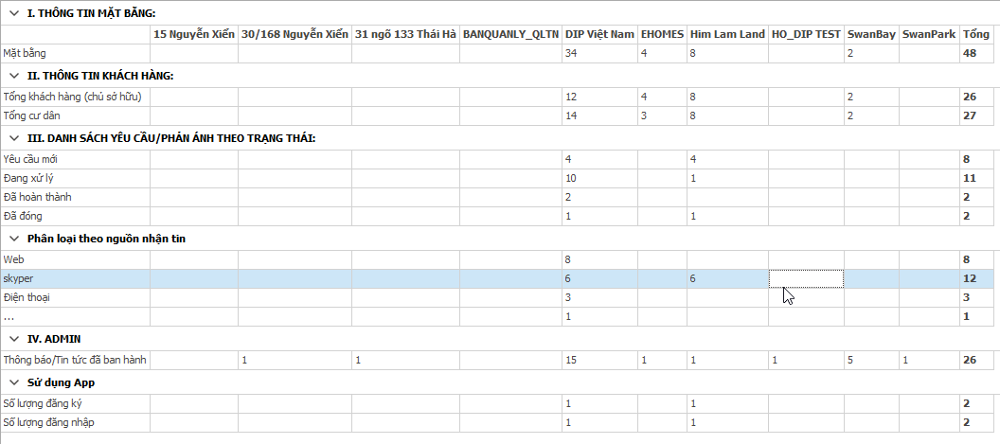 I. THÔNG TIN MẶT BẰNG:
15 Nguyễn Xiển 30/168 Nguyễn Xiển 31 ngõ 133 Thái Hà BANQUANLY_QLTN DIP Việt Nam EHOMES Him Lam Land HO_DIP TEST SwanBay SwanPark Tổng
Mặt bằng 34 4 8 2 48
II. THÔNG TIN KHÁCH HÀNG:
Tổng khách hàng (chủ sở hữu) 12 4 8 2 26
Tổng cư dân 14 3 8 2 27
III. DANH SÁCH YÊU CẦU/PHẢN ÁNH THEO TRẠNG THÁI:
Yêu cầu mới 4 4 8
Đang xử lý 10 1 11
Đã hoàn thành 2 2
Đã đóng 1 1 2
Phân loại theo nguồn nhận tin
Web 8 8
skyper 6 6 12
Điện thoại 3 3
... 1 1
IV. ADMIN
Thông báo/Tin tức đã ban hành 1 1 15 1 1 1 5 1 26
Sử dụng App
Số lượng đăng ký 1 1 2
Số lượng đăng nhập 1 1 2